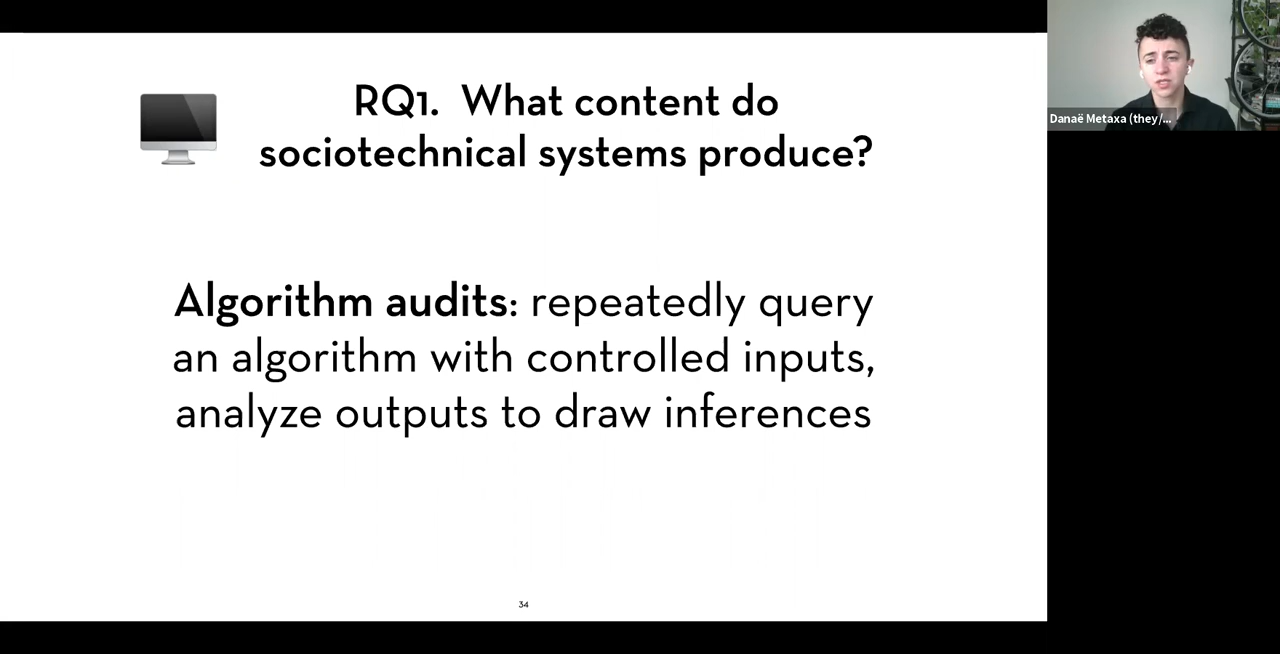 RQ1. What content do
sociotechnical systems produce?
Algorithm audits: repeatedly query
an algorithm with controlled inputs,
analyze outputs to draw inferences
34
Danaë Metaxa (they/...